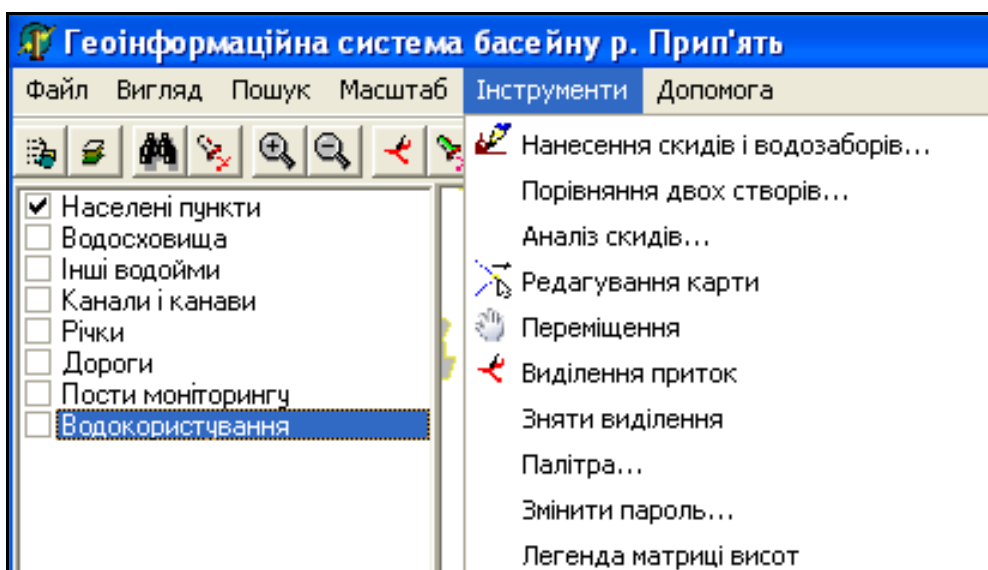 Геоінформаційна система басейну р. Прип'ять
Файл Вигляд Пошук Масштаб Інструменти Допомога
Населені пункти
Водосховища
Інші водойми
Канали і канави
Річки
Дороги
Пости моніторингу
Водокористування
Нанесення скидів і водозаборів...
Порівняння двох створів...
Аналіз скидів...
Редагування карти
Переміщення
Виділення приток
Зняти виділення
Палітра...
Змінити пароль...
Легенда матриці висот